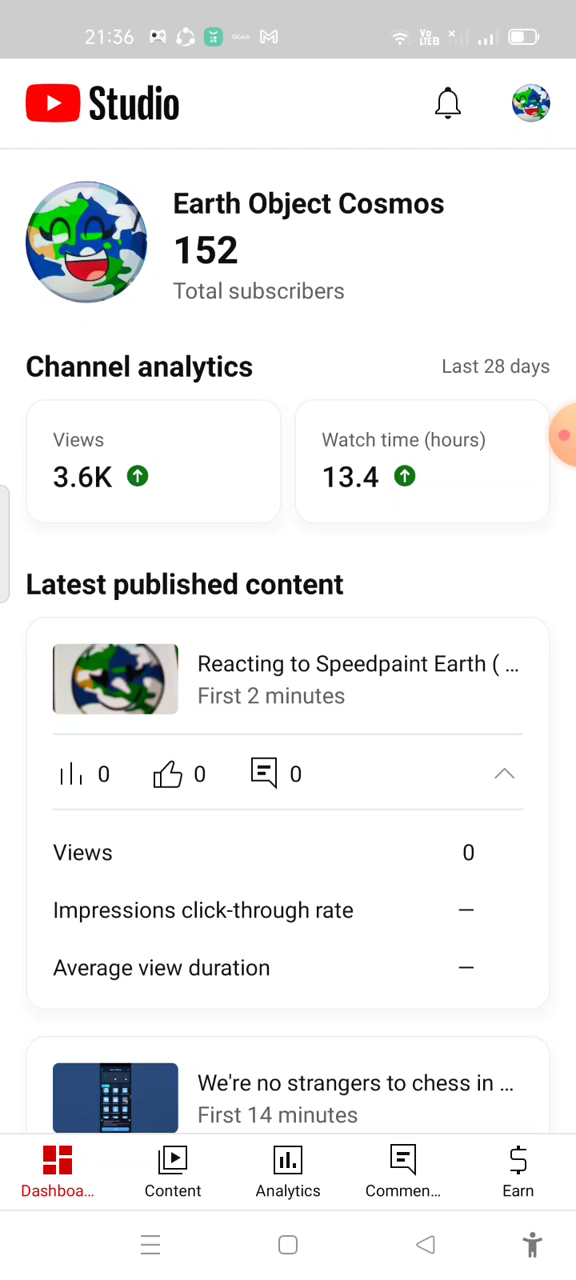 21:36
GCash
Vo
LTE2
Studio
Earth Object Cosmos
152
Total subscribers
Channel analytics
Last 28 days
Views
Watch time (hours)
3.6K
13.4
Latest published content
Reacting to Speedpaint Earth ( ...
First 2 minutes
0
0
0
Views
0
Impressions click-through rate
—
Average view duration
—
We're no strangers to chess in ...
First 14 minutes
Dashboa...
Content
Analytics
Commen...
Earn